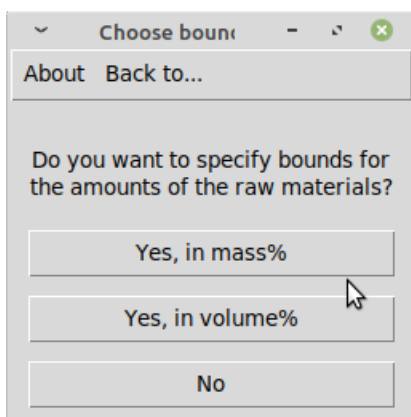 Choose boun
About Back to...
Do you want to specify bounds for
the amounts of the raw materials?
Yes, in mass%
Yes, in volume%
No